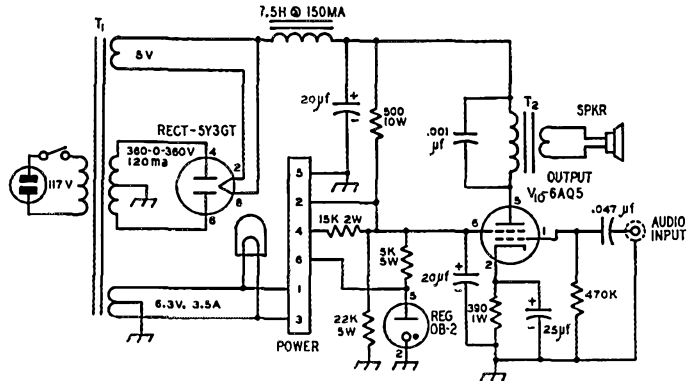 7.5H @ 150MA
T1
5V
RECT-5Y3GT
360-0-360V
120ma
4
2
8
6
117V
20µf
+
-
500
10W
.001
µf
T2
SPKR
OUTPUT
V10-6AQ5
5
6
1
2
.047 µf
AUDIO
INPUT
5
2
4
6
1
3
POWER
15K 2W
5K
5W
22K
5W
5
REG
OB-2
2
20µf
+
-
390
1W
+
-
25µf
470K
6.3V, 3.5A